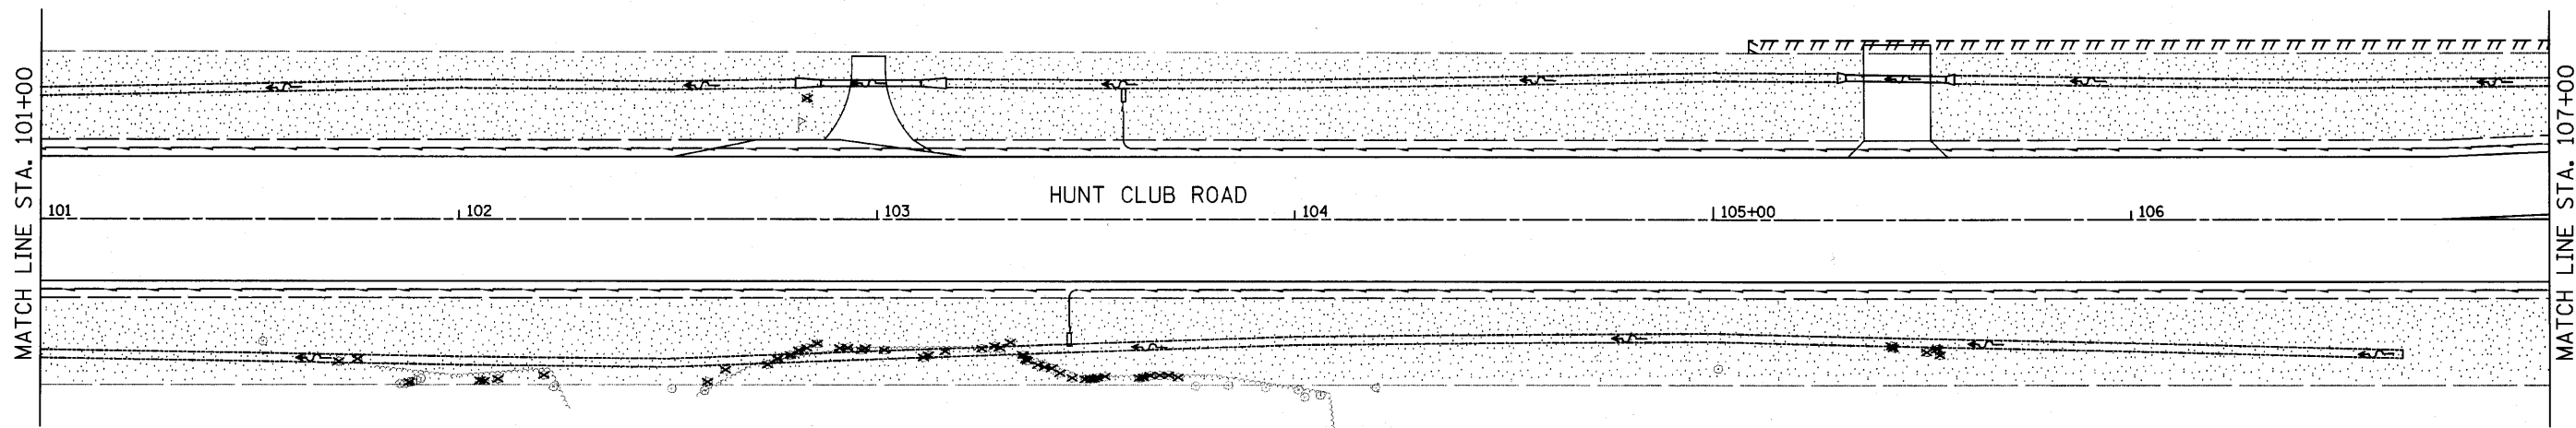 MATCH LINE STA. 101+00
HUNT CLUB ROAD
101
102
103
104
105+00
106
MATCH LINE STA. 107+00